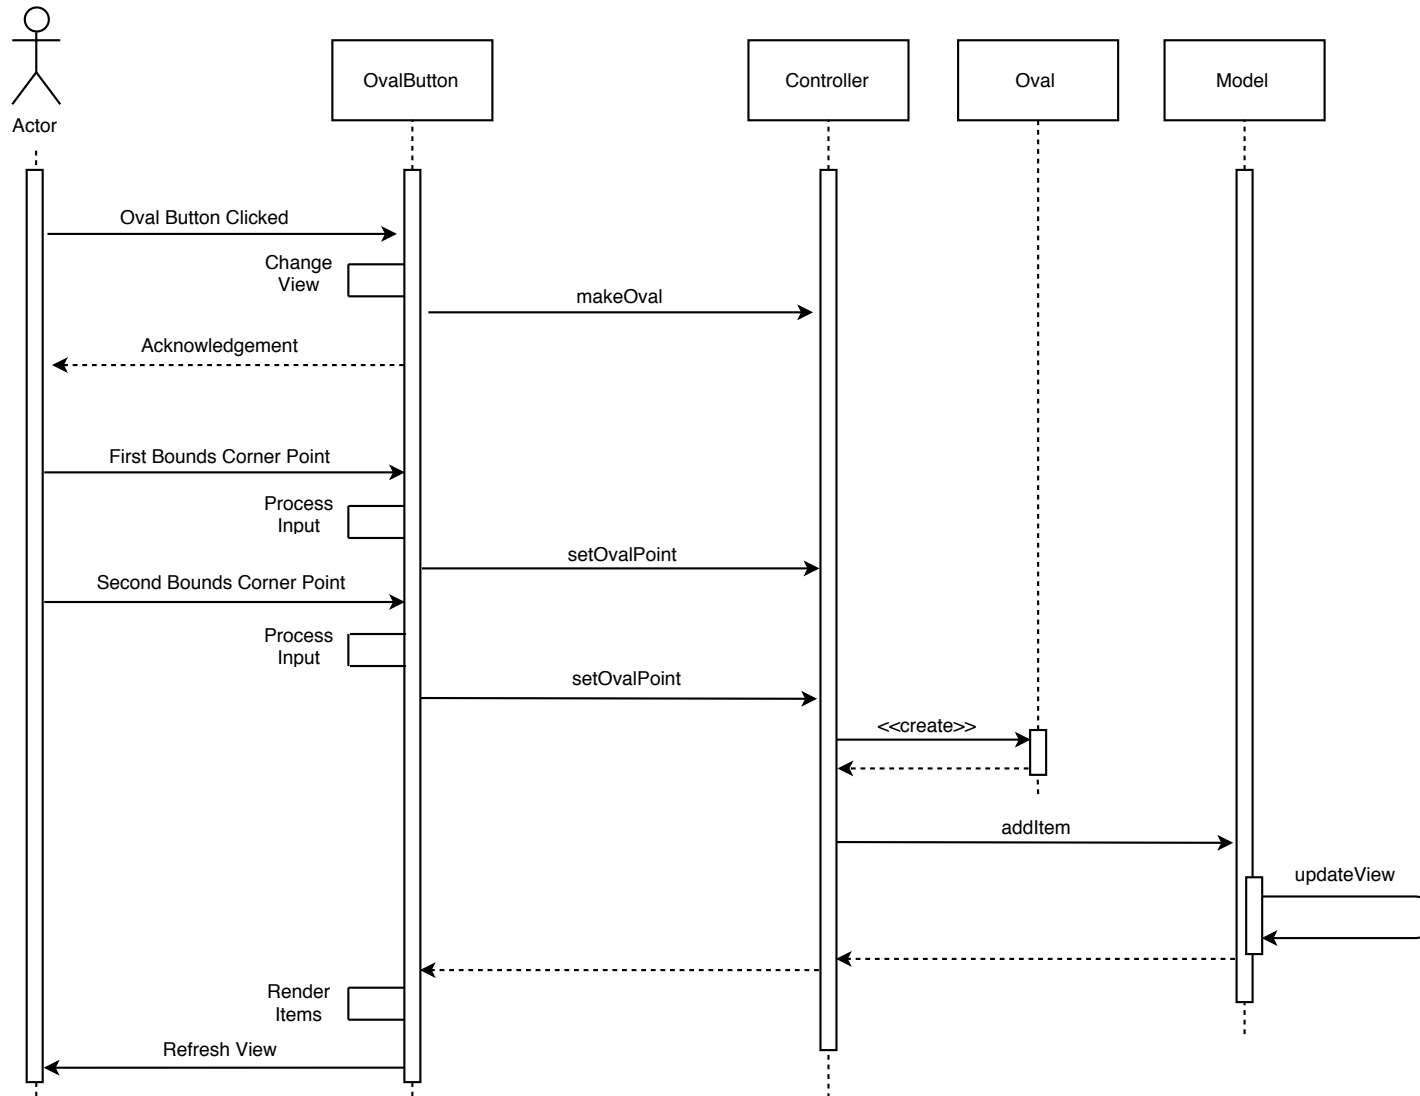 Actor
OvalButton
Controller
Oval
Model
Oval Button Clicked
Change
View
makeOval
Acknowledgement
First Bounds Corner Point
Process
Input
setOvalPoint
Second Bounds Corner Point
Process
Input
setOvalPoint
<<create>>
addItem
updateView
Render
Items
Refresh View